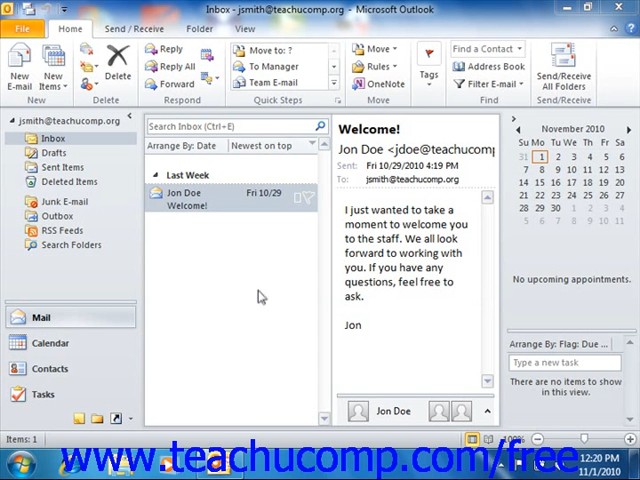 Inbox - jsmith@teachucomp.org - Microsoft Outlook
File Home Send / Receive Folder View
New E-mail
New Items
New
Delete
Delete
Reply
Reply All
Forward
Respond
Move to: ?
To Manager
Team E-mail
Quick Steps
Move
Rules
OneNote
Move
Tags
Find a Contact
Address Book
Filter E-mail
Find
Send/Receive All Folders
Send/Receive
jsmith@teachucomp.org
Inbox
Drafts
Sent Items
Deleted Items
Junk E-mail
Outbox
RSS Feeds
Search Folders
Mail
Calendar
Contacts
Tasks
Search Inbox (Ctrl+E)
Arrange By: Date Newest on top
Last Week
Jon Doe Fri 10/29
Welcome!
Welcome!
Jon Doe <jdoe@teachucomp
Sent: Fri 10/29/2010 4:19 PM
To: jsmith@teachucomp.org
I just wanted to take a
moment to welcome you
to the staff. We all look
forward to working with
you. If you have any
questions, feel free to
ask.
Jon
Jon Doe
November 2010
Su Mo Tu We Th Fr Sa
31 1 2 3 4 5 6
7 8 9 10 11 12 13
14 15 16 17 18 19 20
21 22 23 24 25 26 27
28 29 30 1 2 3 4
5 6 7 8 9 10 11
No upcoming appointments.
Arrange By: Flag: Due ...
Type a new task
There are no items to show
in this view.
Items: 1
100%
www.teachucomp.com/free
12:20 PM
11/1/2010